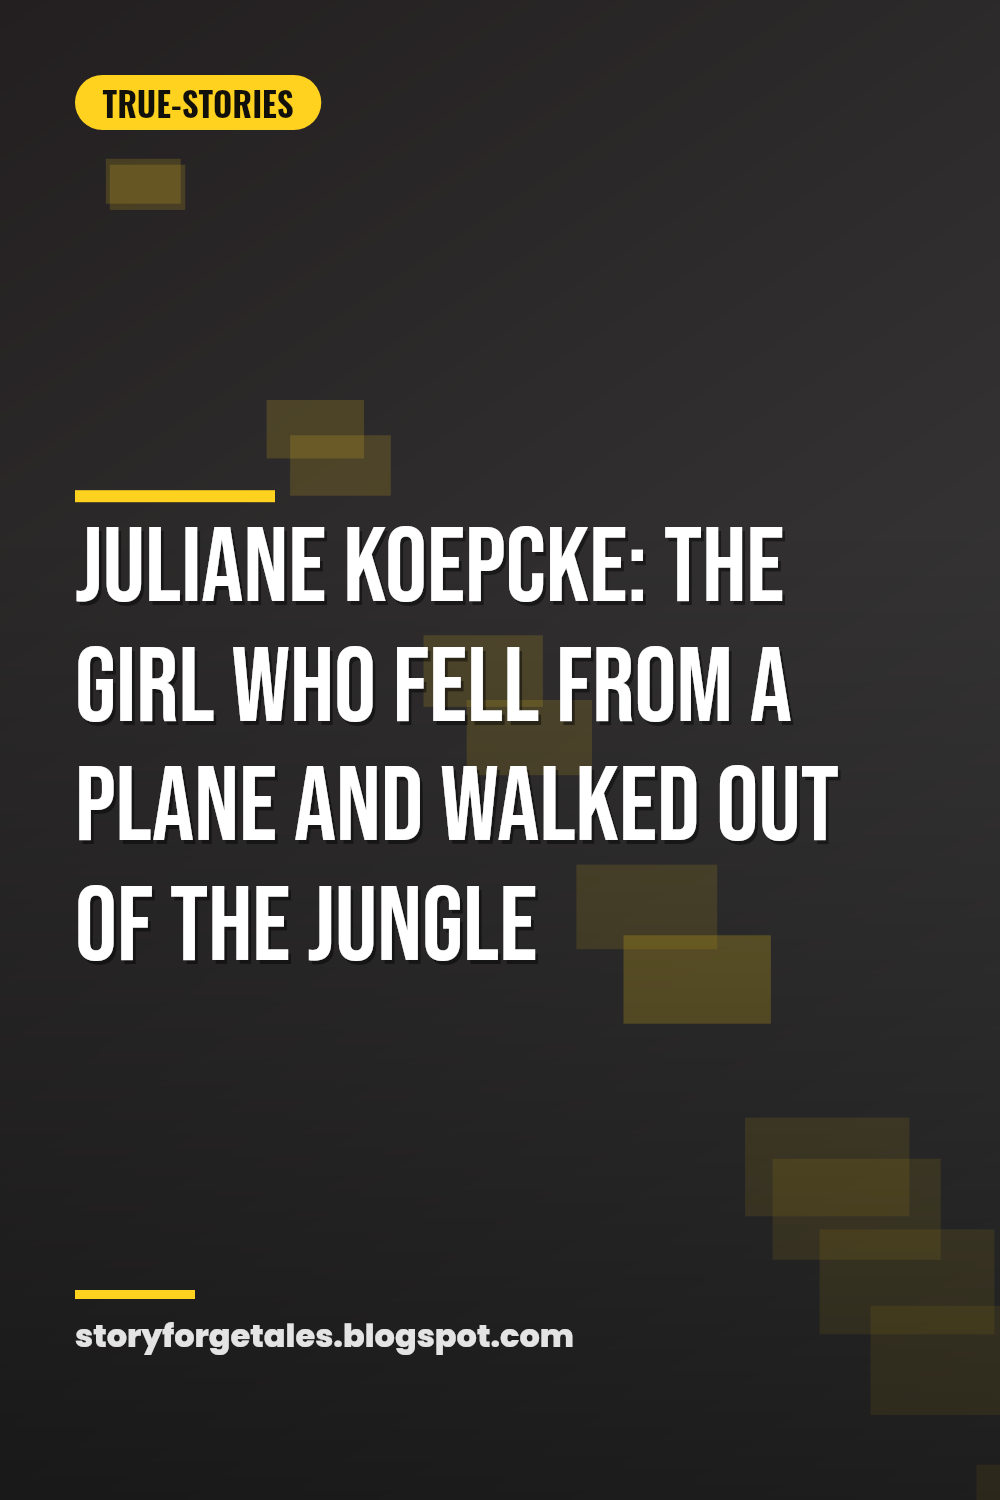 TRUE-STORIES
JULIANE KOEPCKE: THE
GIRL WHO FELL FROM A
PLANE AND WALKED OUT
OF THE JUNGLE
storyforgetales.blogspot.com